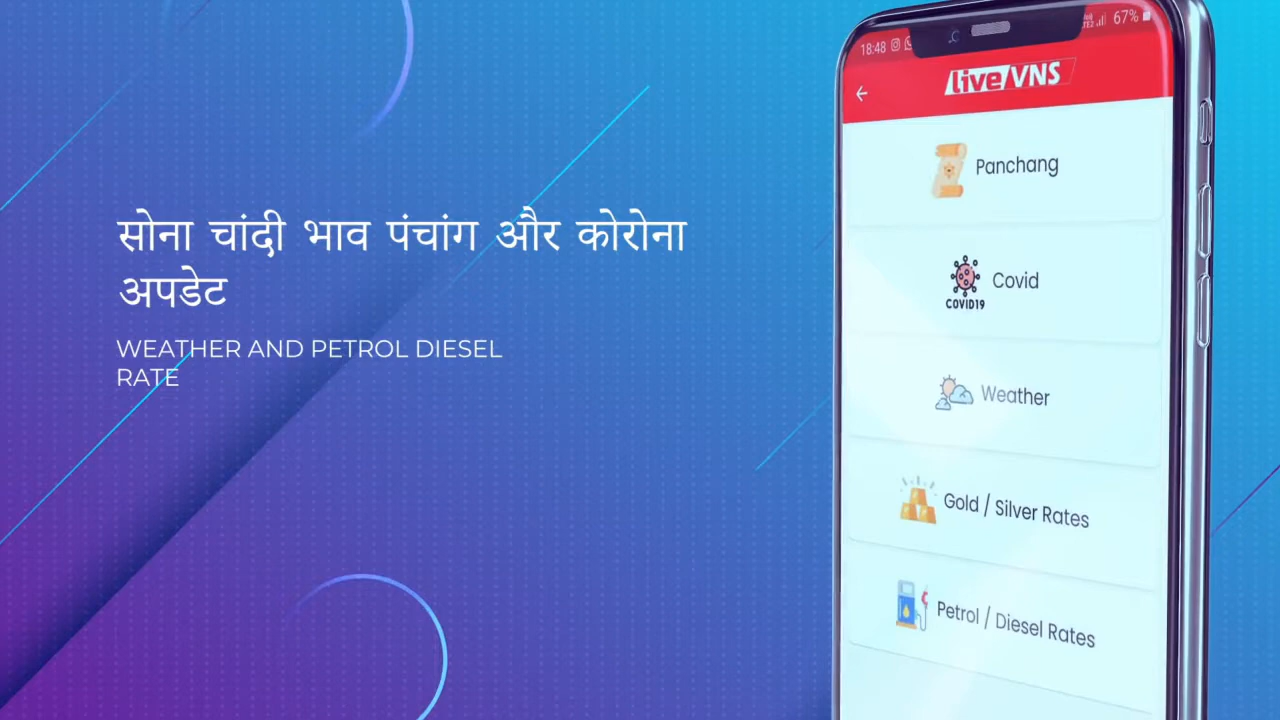 सोना चांदी भाव पंचांग और कोरोना
अपडेट
WEATHER AND PETROL DIESEL
RATE
18:48
67%
live VNS
Panchang
COVID19
Covid
Weather
Gold / Silver Rates
Petrol / Diesel Rates